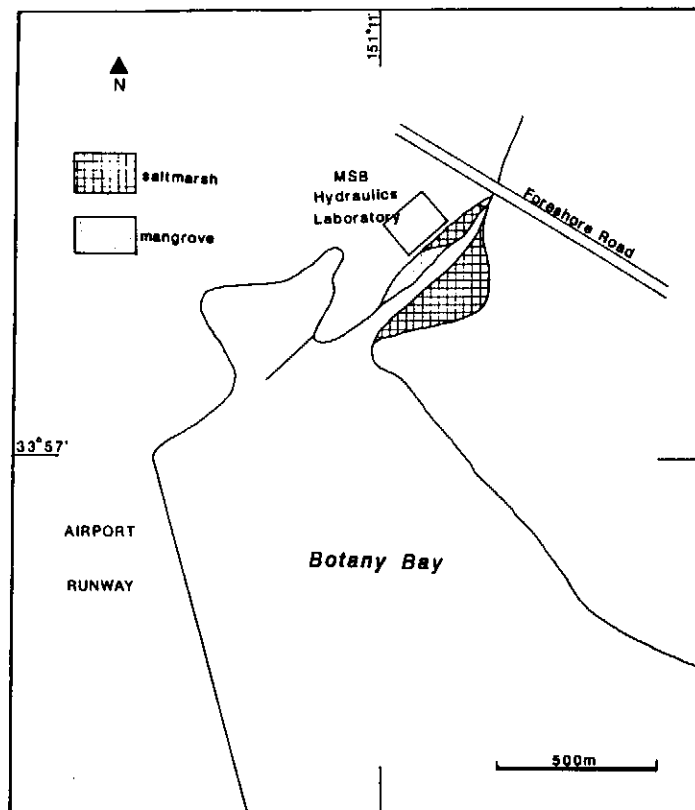 151°11'
N
saltmarsh
mangrove
MSB
Hydraulics
Laboratory
Foreshore Road
33°57'
AIRPORT
RUNWAY
Botany Bay
500m